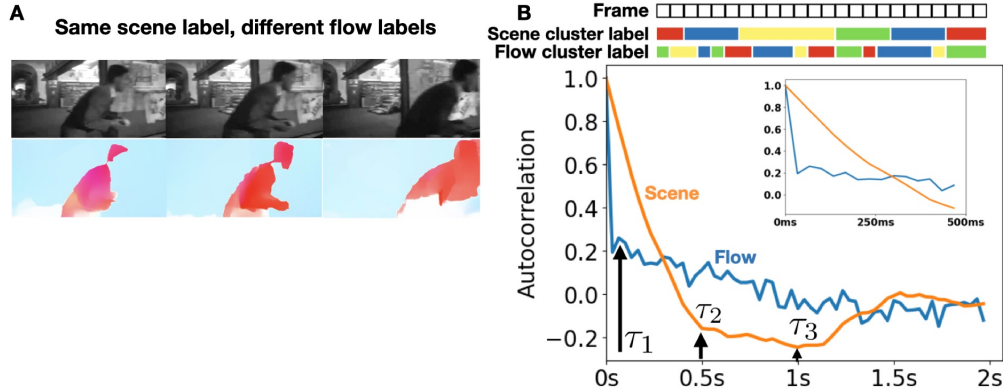 A
Same scene label, different flow labels
B
Frame
Scene cluster label
Flow cluster label
Autocorrelation
1.0
0.8
0.6
0.4
0.2
0.0
−0.2
Scene
Flow
τ1
τ2
τ3
0s
0.5s
1s
1.5s
2s
1.0
0.8
0.6
0.4
0.2
0.0
0ms
250ms
500ms